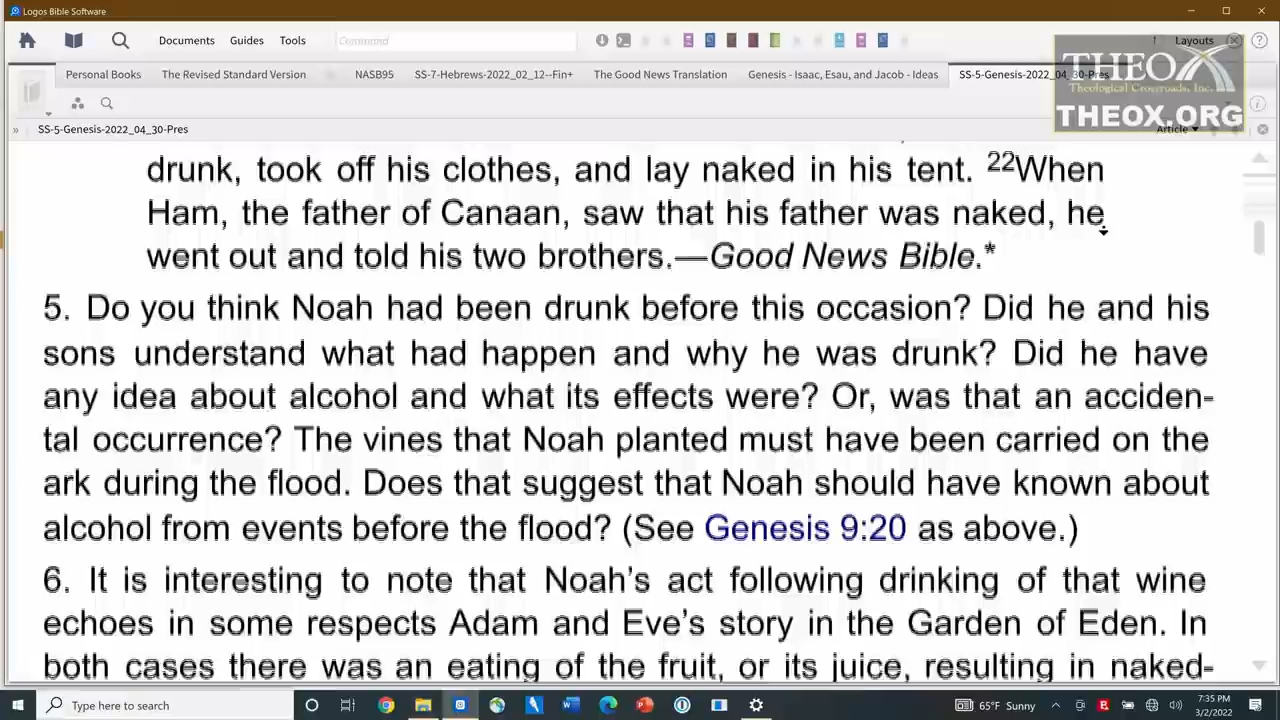 Logos Bible Software
Documents Guides Tools Command Layouts
Personal Books The Revised Standard Version NASB95 SS-7-Hebrews-2022_02_12--Fin+ The Good News Translation Genesis - Isaac, Esau, and Jacob - Ideas SS-5-Genesis-2022_04_30-Pres
THEOX
Theological Crossroads, Inc.
THEOX.ORG
SS-5-Genesis-2022_04_30-Pres Article
drunk, took off his clothes, and lay naked in his tent. 22When
Ham, the father of Canaan, saw that his father was naked, he
went out and told his two brothers.—Good News Bible.*
5. Do you think Noah had been drunk before this occasion? Did he and his
sons understand what had happen and why he was drunk? Did he have
any idea about alcohol and what its effects were? Or, was that an acciden-
tal occurrence? The vines that Noah planted must have been carried on the
ark during the flood. Does that suggest that Noah should have known about
alcohol from events before the flood? (See Genesis 9:20 as above.)
6. It is interesting to note that Noah's act following drinking of that wine
echoes in some respects Adam and Eve's story in the Garden of Eden. In
both cases there was an eating of the fruit, or its juice, resulting in naked-
Type here to search 65°F Sunny 7:35 PM
3/2/2022